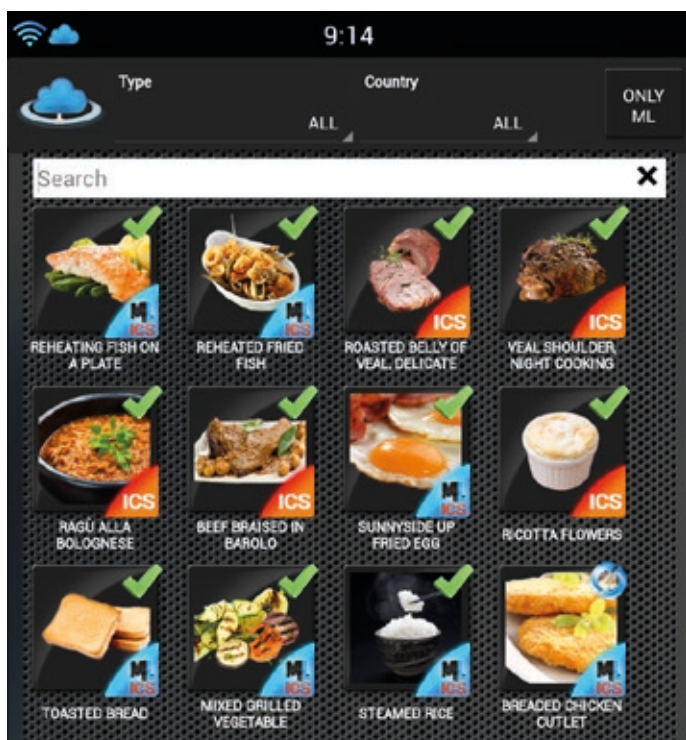 9:14
Type
Country
ALL
ALL
ONLY
ML
Search
M.
ICS
M.
ICS
ICS
ICS
REHEATING FISH ON
A PLATE
REHEATED FRIED
FISH
ROASTED BELLY OF
VEAL, DELICATE
VEAL SHOULDER,
NIGHT COOKING
ICS
ICS
M.
ICS
ICS
RAGÙ ALLA
BOLOGNESE
BEEF BRAISED IN
BAROLO
SUNNYSIDE UP
FRIED EGG
RICOTTA FLOWERS
M.
ICS
M.
ICS
M.
ICS
M.
ICS
TOASTED BREAD
MIXED GRILLED
VEGETABLE
STEAMED RICE
BREADED CHICKEN
CUTLET